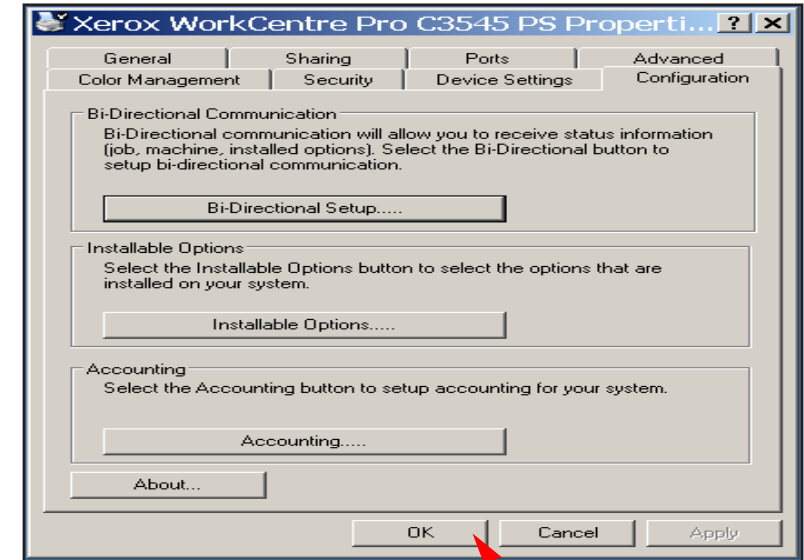 Xerox WorkCentre Pro C3545 PS Properti... ? ×
General Sharing Ports Advanced
Color Management Security Device Settings Configuration
Bi-Directional Communication
Bi-Directional communication will allow you to receive status information
(job, machine, installed options). Select the Bi-Directional button to
setup bi-directional communication.
Bi-Directional Setup.....
Installable Options
Select the Installable Options button to select the options that are
installed on your system.
Installable Options.....
Accounting
Select the Accounting button to setup accounting for your system.
Accounting.....
About...
OK Cancel Apply